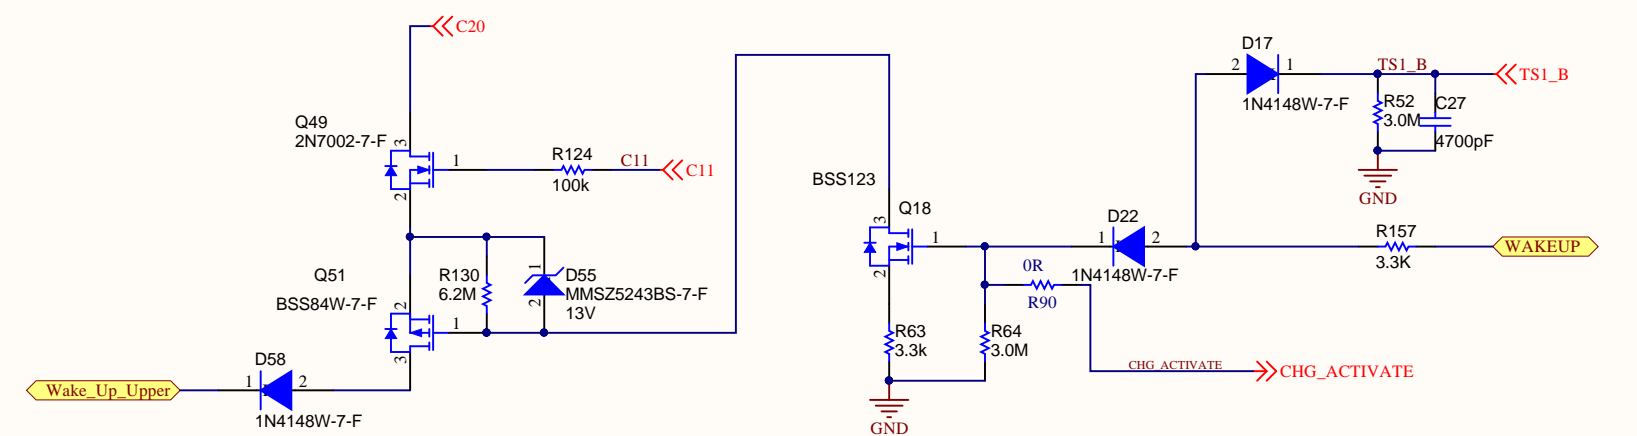 C20
Q49
2N7002-7-F
3
1
2
R124
100k
C11
C11
Q51
BSS84W-7-F
2
1
3
R130
6.2M
1
2
D55
MMSZ5243BS-7-F
13V
D58
1
2
1N4148W-7-F
Wake_Up_Upper
BSS123
Q18
3
1
2
R63
3.3k
GND
R64
3.0M
0R
R90
D22
1
2
1N4148W-7-F
CHG_ACTIVATE
CHG_ACTIVATE
D17
2
1
1N4148W-7-F
TS1_B
TS1_B
R52
3.0M
C27
4700pF
GND
R157
3.3K
WAKEUP